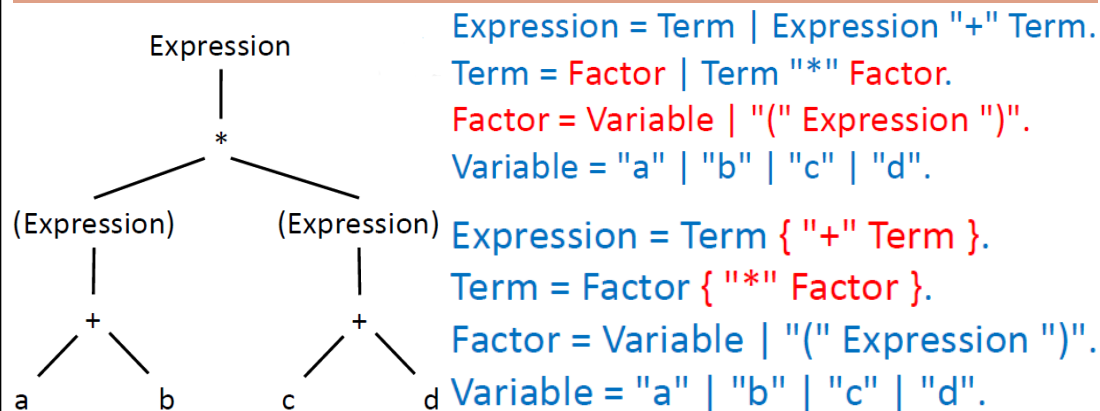 Expression
*
(Expression) (Expression)
+ +
a b c d
Expression = Term | Expression "+" Term.
Term = Factor | Term "*" Factor.
Factor = Variable | "(" Expression ")".
Variable = "a" | "b" | "c" | "d".
Expression = Term { "+" Term }.
Term = Factor { "*" Factor }.
Factor = Variable | "(" Expression ")".
Variable = "a" | "b" | "c" | "d".